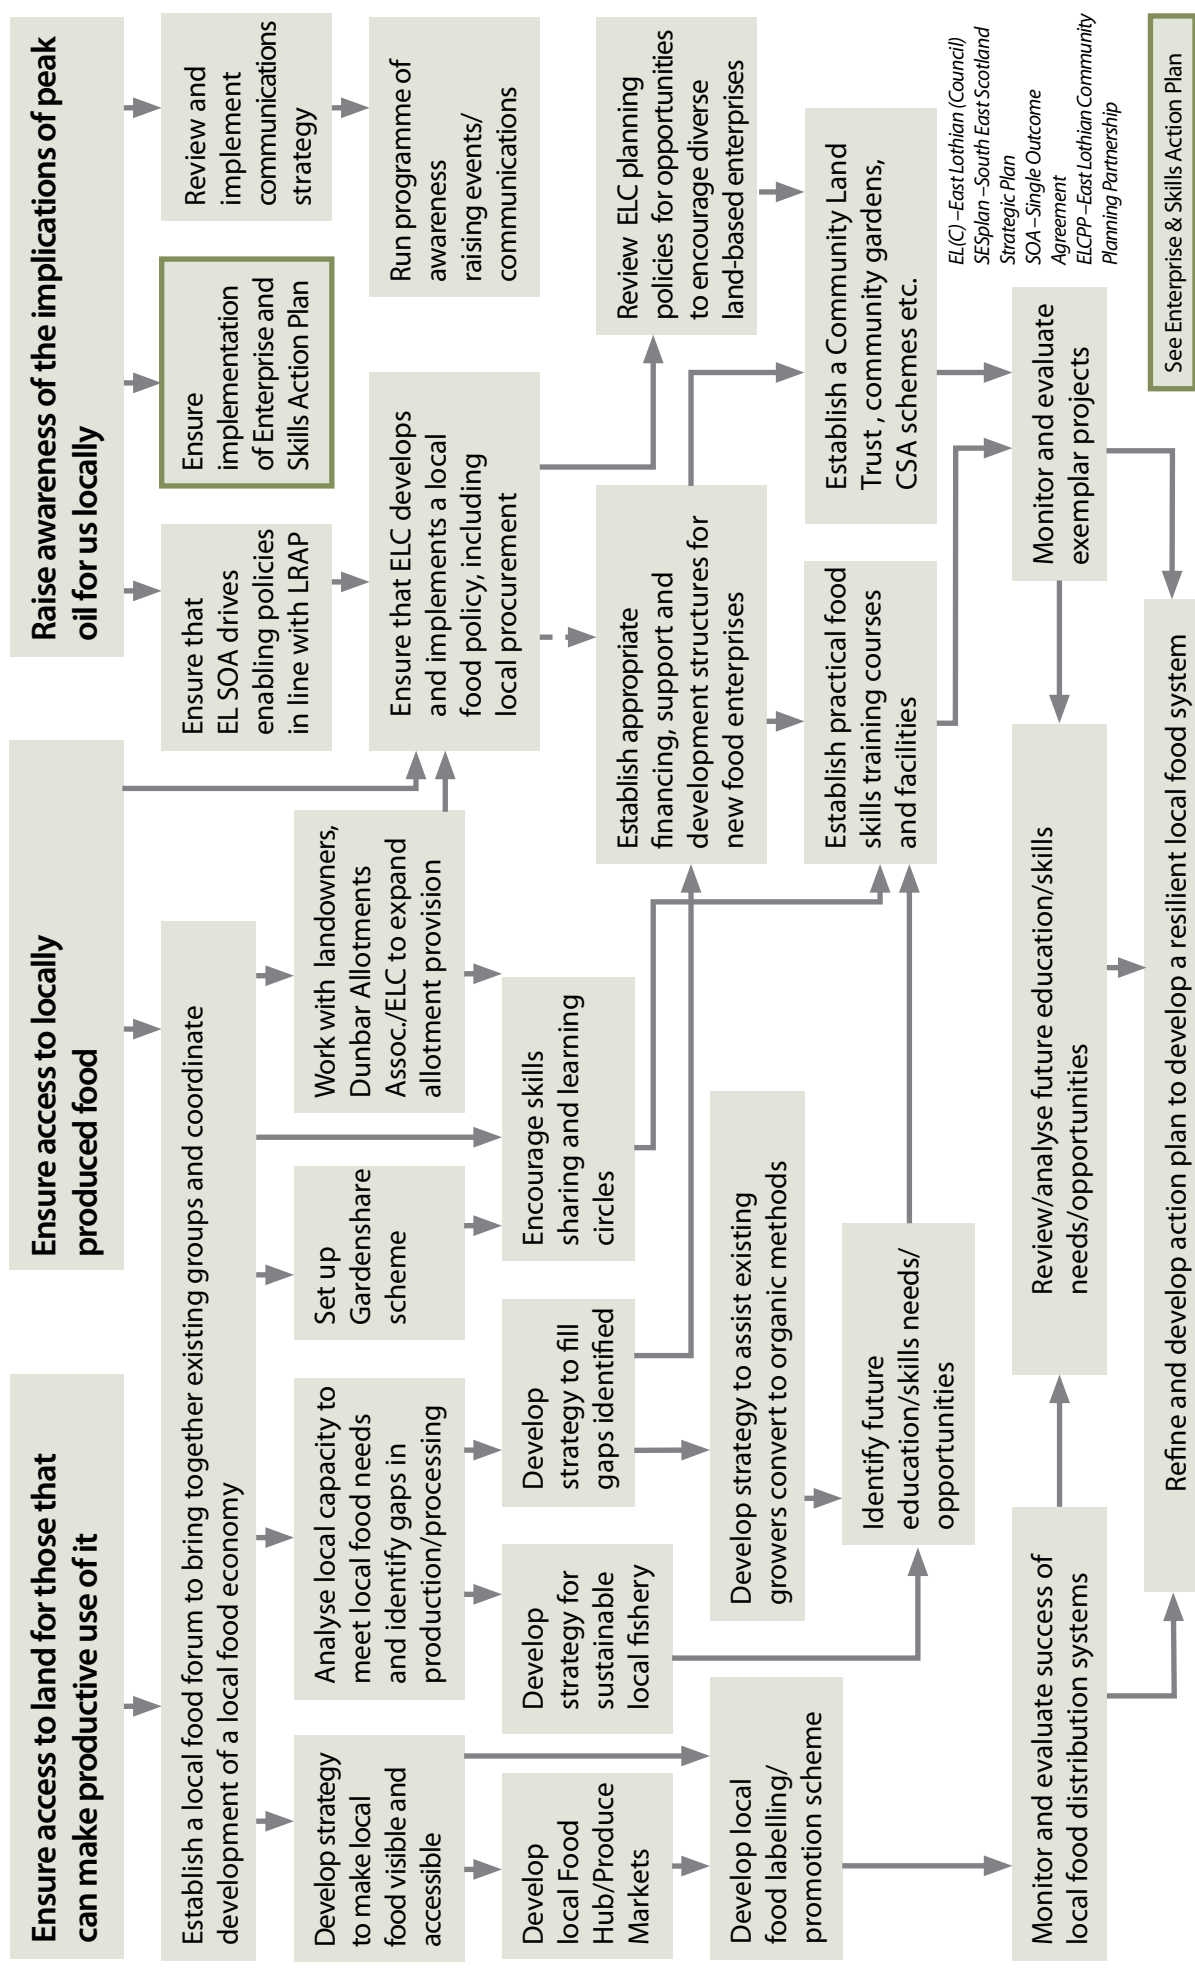 Ensure access to land for those that
can make productive use of it
Ensure access to locally
produced food
Raise awareness of the implications of peak
oil for us locally
Establish a local food forum to bring together existing groups and coordinate
development of a local food economy
Ensure that
EL SOA drives
enabling policies
in line with LRAP
Ensure
implementation
of Enterprise and
Skills Action Plan
Review and
implement
communications
strategy
Develop strategy
to make local
food visible and
accessible
Analyse local capacity to
meet local food needs
and identify gaps in
production/processing
Set up
Gardenshare
scheme
Work with landowners,
Dunbar Allotments
Assoc./ELC to expand
allotment provision
Ensure that ELC develops
and implements a local
food policy, including
local procurement
Run programme of
awareness
raising events/
communications
Develop
local Food
Hub/Produce
Markets
Develop
strategy for
sustainable
local fishery
Develop
strategy to fill
gaps identified
Encourage skills
sharing and learning
circles
Establish appropriate
financing, support and
development structures for
new food enterprises
Review ELC planning
policies for opportunities
to encourage diverse
land-based enterprises
Develop local
food labelling/
promotion scheme
Develop strategy to assist existing
growers convert to organic methods
Establish practical food
skills training courses
and facilities
Establish a Community Land
Trust , community gardens,
CSA schemes etc.
Identify future
education/skills needs/
opportunities
EL(C) –East Lothian (Council)
SESplan –South East Scotland
Strategic Plan
SOA –Single Outcome
Agreement
ELCPP –East Lothian Community
Planning Partnership
Monitor and evaluate success of
local food distribution systems
Review/analyse future education/skills
needs/opportunities
Monitor and evaluate
exemplar projects
Refine and develop action plan to develop a resilient local food system
See Enterprise & Skills Action Plan